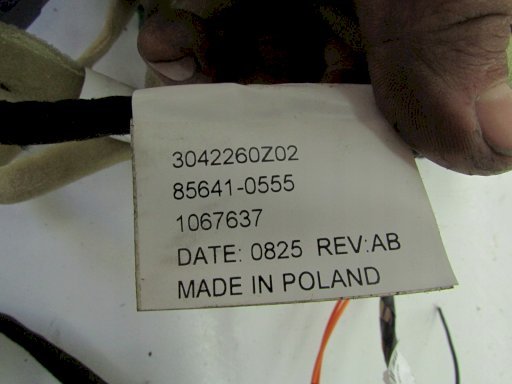 3042260Z02
85641-0555
1067637
DATE: 0825 REV:AB
MADE IN POLAND